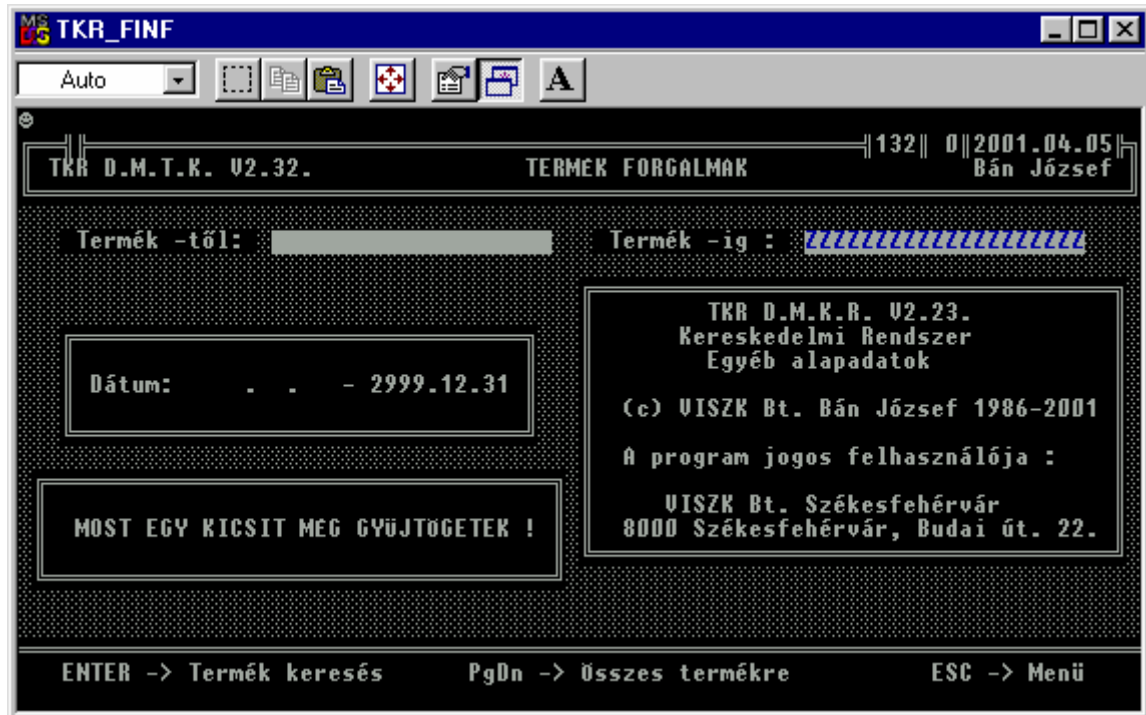 TKR_FINF
Auto
A
132 0 2001.04.05
TKR D.M.T.K. V2.32. TERMÉK FORGALMAK Bán József
Termék -től: Termék -ig : ZZZZZZZZZZZZZZZZZZZZ
Dátum: . . - 2999.12.31
MOST EGY KICSIT MÉG GYÜJTÖGETEK !
TKR D.M.K.R. V2.23.
Kereskedelmi Rendszer
Egyéb alapadatok
(c) VISZK Bt. Bán József 1986-2001
A program jogos felhasználója :
VISZK Bt. Székesfehérvár
8000 Székesfehérvár, Budai út. 22.
ENTER -> Termék keresés PgDn -> Összes termékre ESC -> Menü